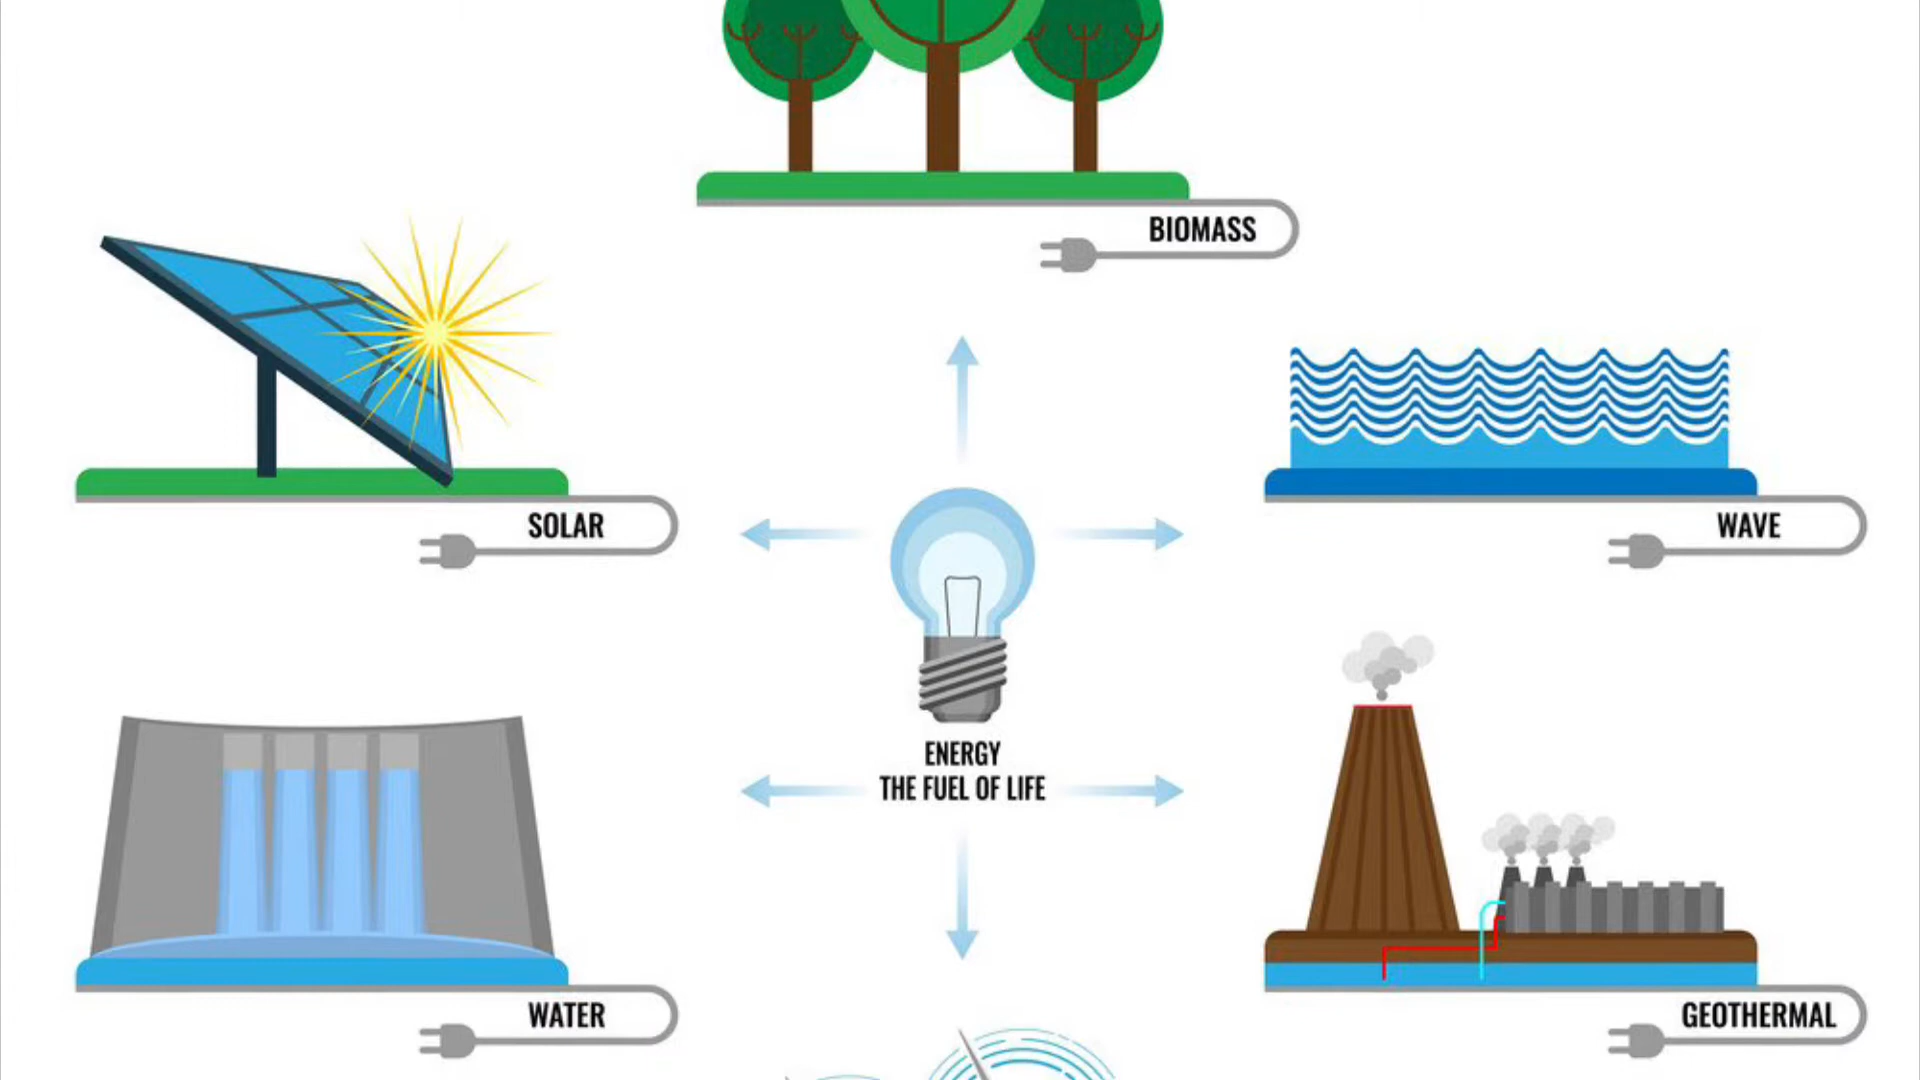 BIOMASS
SOLAR
WAVE
ENERGY
THE FUEL OF LIFE
WATER
GEOTHERMAL